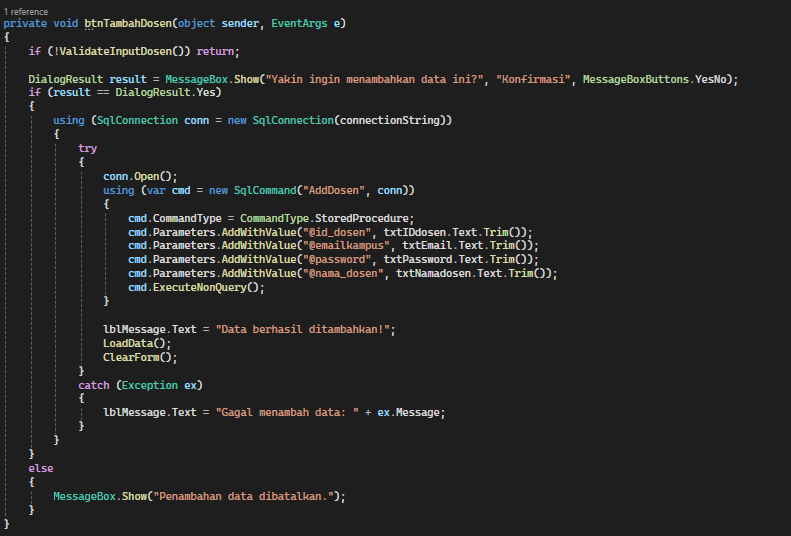 1 reference
private void btnTambahDosen(object sender, EventArgs e)
{
if (!ValidateInputDosen()) return;
DialogResult result = MessageBox.Show("Yakin ingin menambahkan data ini?", "Konfirmasi", MessageBoxButtons.YesNo);
if (result == DialogResult.Yes)
{
using (SqlConnection conn = new SqlConnection(connectionString))
{
try
{
conn.Open();
using (var cmd = new SqlCommand("AddDosen", conn))
{
cmd.CommandType = CommandType.StoredProcedure;
cmd.Parameters.AddWithValue("@id_dosen", txtIDdosen.Text.Trim());
cmd.Parameters.AddWithValue("@emailkampus", txtEmail.Text.Trim());
cmd.Parameters.AddWithValue("@password", txtPassword.Text.Trim());
cmd.Parameters.AddWithValue("@nama_dosen", txtNamadosen.Text.Trim());
cmd.ExecuteNonQuery();
}
lblMessage.Text = "Data berhasil ditambahkan!";
LoadData();
ClearForm();
}
catch (Exception ex)
{
lblMessage.Text = "Gagal menambah data: " + ex.Message;
}
}
}
else
{
MessageBox.Show("Penambahan data dibatalkan.");
}
}